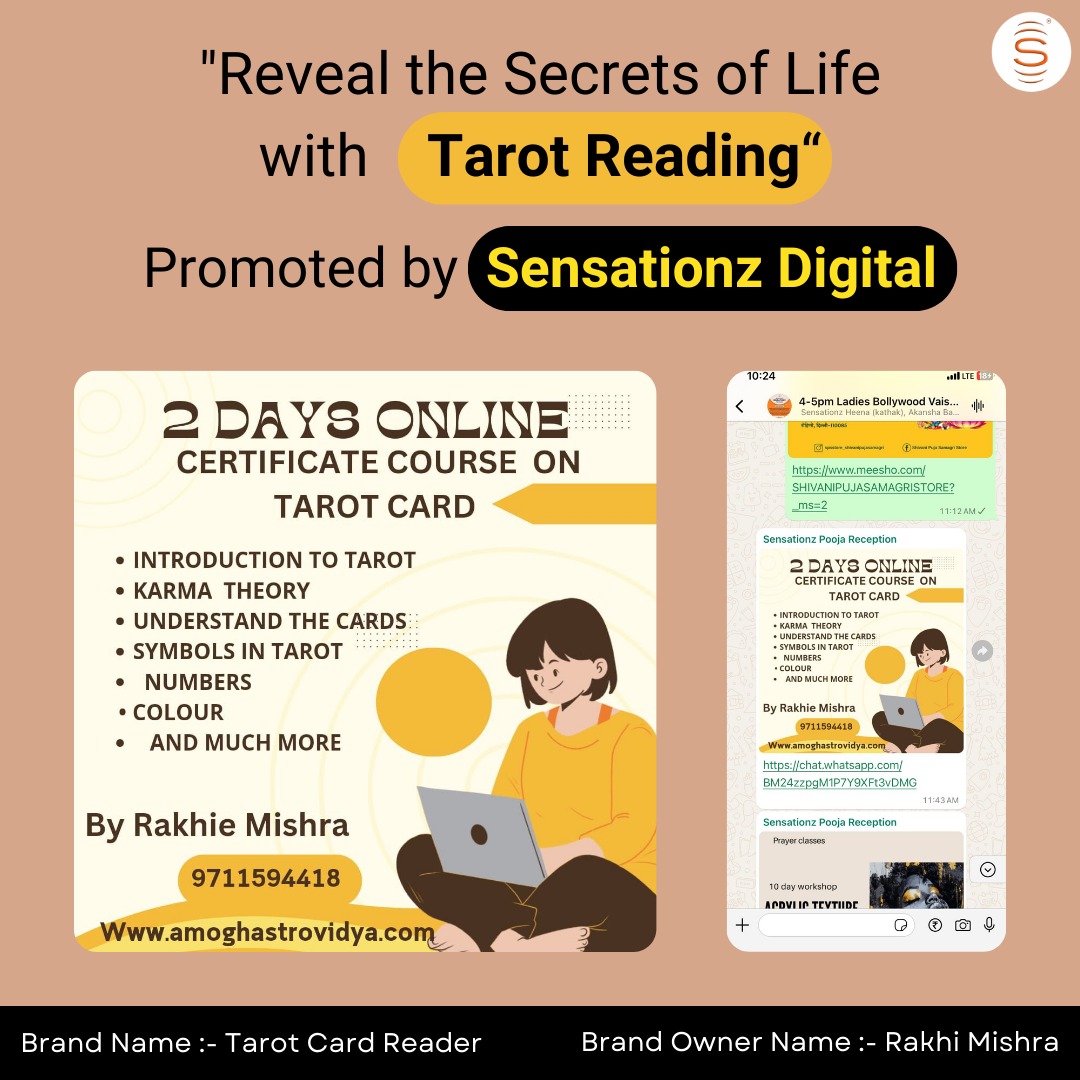 "Reveal the Secrets of Life
with Tarot Reading“
Promoted by Sensationz Digital
S
®
2 DAYS ONLINE
CERTIFICATE COURSE ON
TAROT CARD
• INTRODUCTION TO TAROT
• KARMA THEORY
• UNDERSTAND THE CARDS
• SYMBOLS IN TAROT
• NUMBERS
• COLOUR
• AND MUCH MORE
By Rakhie Mishra
9711594418
Www.amoghastrovidya.com
10:24
LTE 18+
4-5pm Ladies Bollywood Vais...
Sensationz Heena (kathak), Akansha Ba...
रोहिणी, दिल्ली-110085
Shivani Puja Samagri Store
https://www.meesho.com/
SHIVANIPUJASAMAGRISTORE?
_ms=2
11:12 AM
Sensationz Pooja Reception
2 DAYS ONLINE
CERTIFICATE COURSE ON
TAROT CARD
• INTRODUCTION TO TAROT
• KARMA THEORY
• UNDERSTAND THE CARDS
• SYMBOLS IN TAROT
• NUMBERS
• COLOUR
• AND MUCH MORE
By Rakhie Mishra
9711594418
Www.amoghastrovidya.com
https://chat.whatsapp.com/
BM24zzpgM1P7Y9XFt3vDMG
11:43 AM
Sensationz Pooja Reception
Prayer classes
10 day workshop
ACRYLIC TEXTURE
Brand Name :- Tarot Card Reader
Brand Owner Name :- Rakhi Mishra